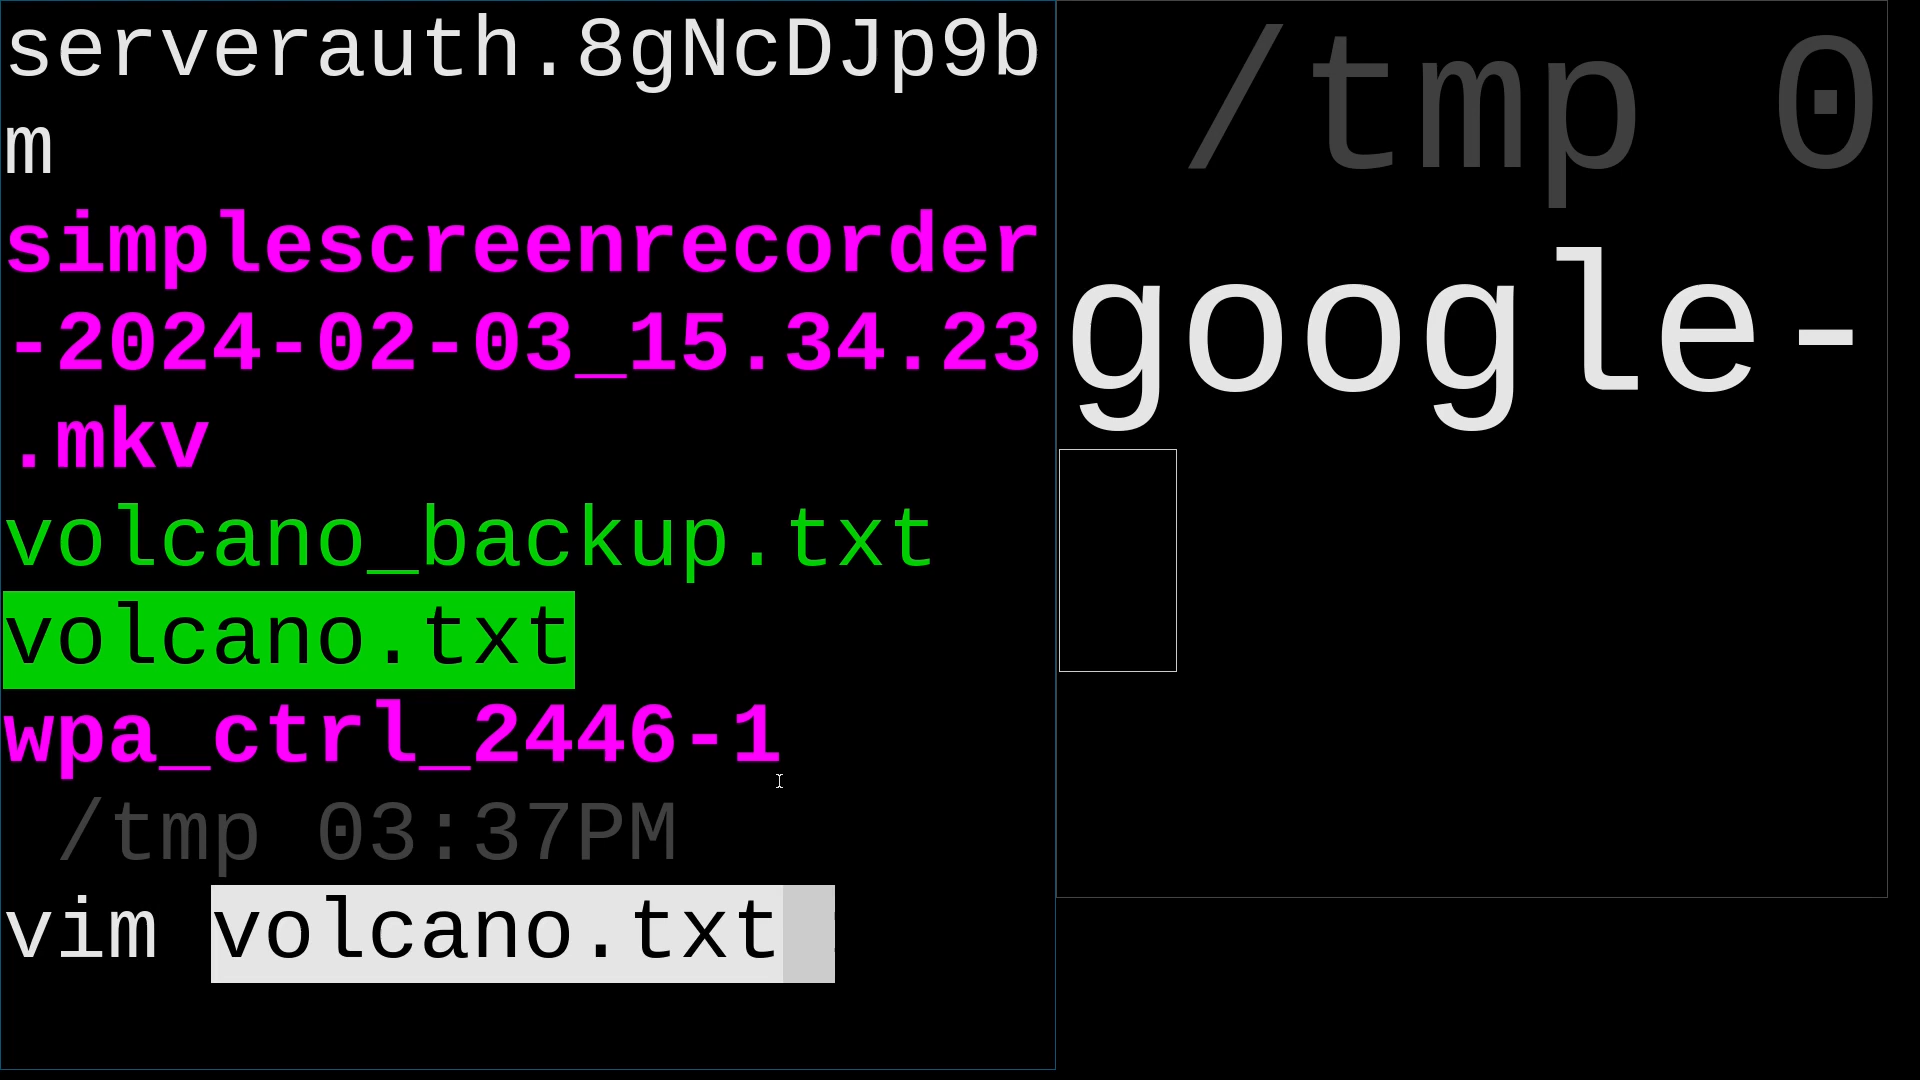 serverauth.8gNcDJp9b
m
simplescreenrecorder
-2024-02-03_15.34.23
.mkv
volcano_backup.txt
volcano.txt
wpa_ctrl_2446-1
/tmp 03:37PM
vim volcano.txt
/tmp 0
google-